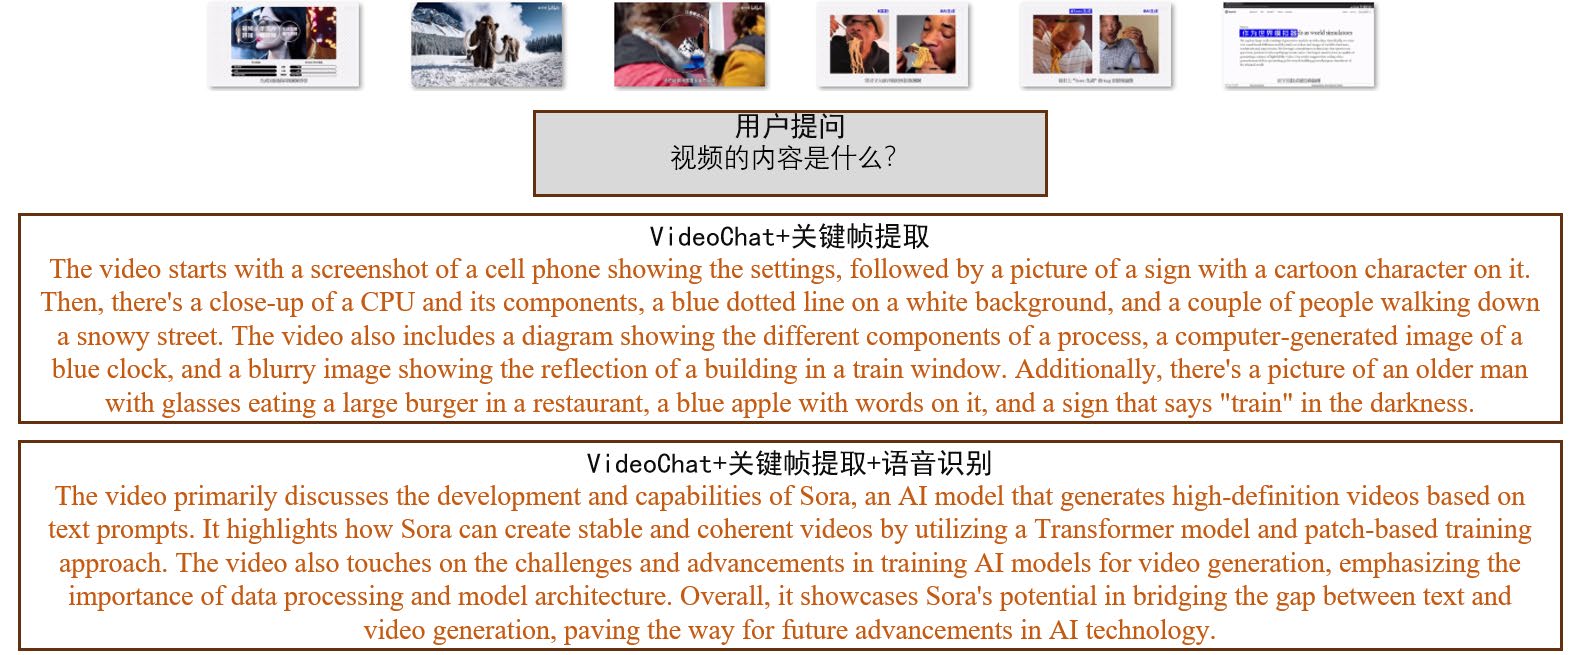 用户提问
视频的内容是什么?
VideoChat+关键帧提取
The video starts with a screenshot of a cell phone showing the settings, followed by a picture of a sign with a cartoon character on it.
Then, there's a close-up of a CPU and its components, a blue dotted line on a white background, and a couple of people walking down
a snowy street. The video also includes a diagram showing the different components of a process, a computer-generated image of a
blue clock, and a blurry image showing the reflection of a building in a train window. Additionally, there's a picture of an older man
with glasses eating a large burger in a restaurant, a blue apple with words on it, and a sign that says "train" in the darkness.
VideoChat+关键帧提取+语音识别
The video primarily discusses the development and capabilities of Sora, an AI model that generates high-definition videos based on
text prompts. It highlights how Sora can create stable and coherent videos by utilizing a Transformer model and patch-based training
approach. The video also touches on the challenges and advancements in training AI models for video generation, emphasizing the
importance of data processing and model architecture. Overall, it showcases Sora's potential in bridging the gap between text and
video generation, paving the way for future advancements in AI technology.